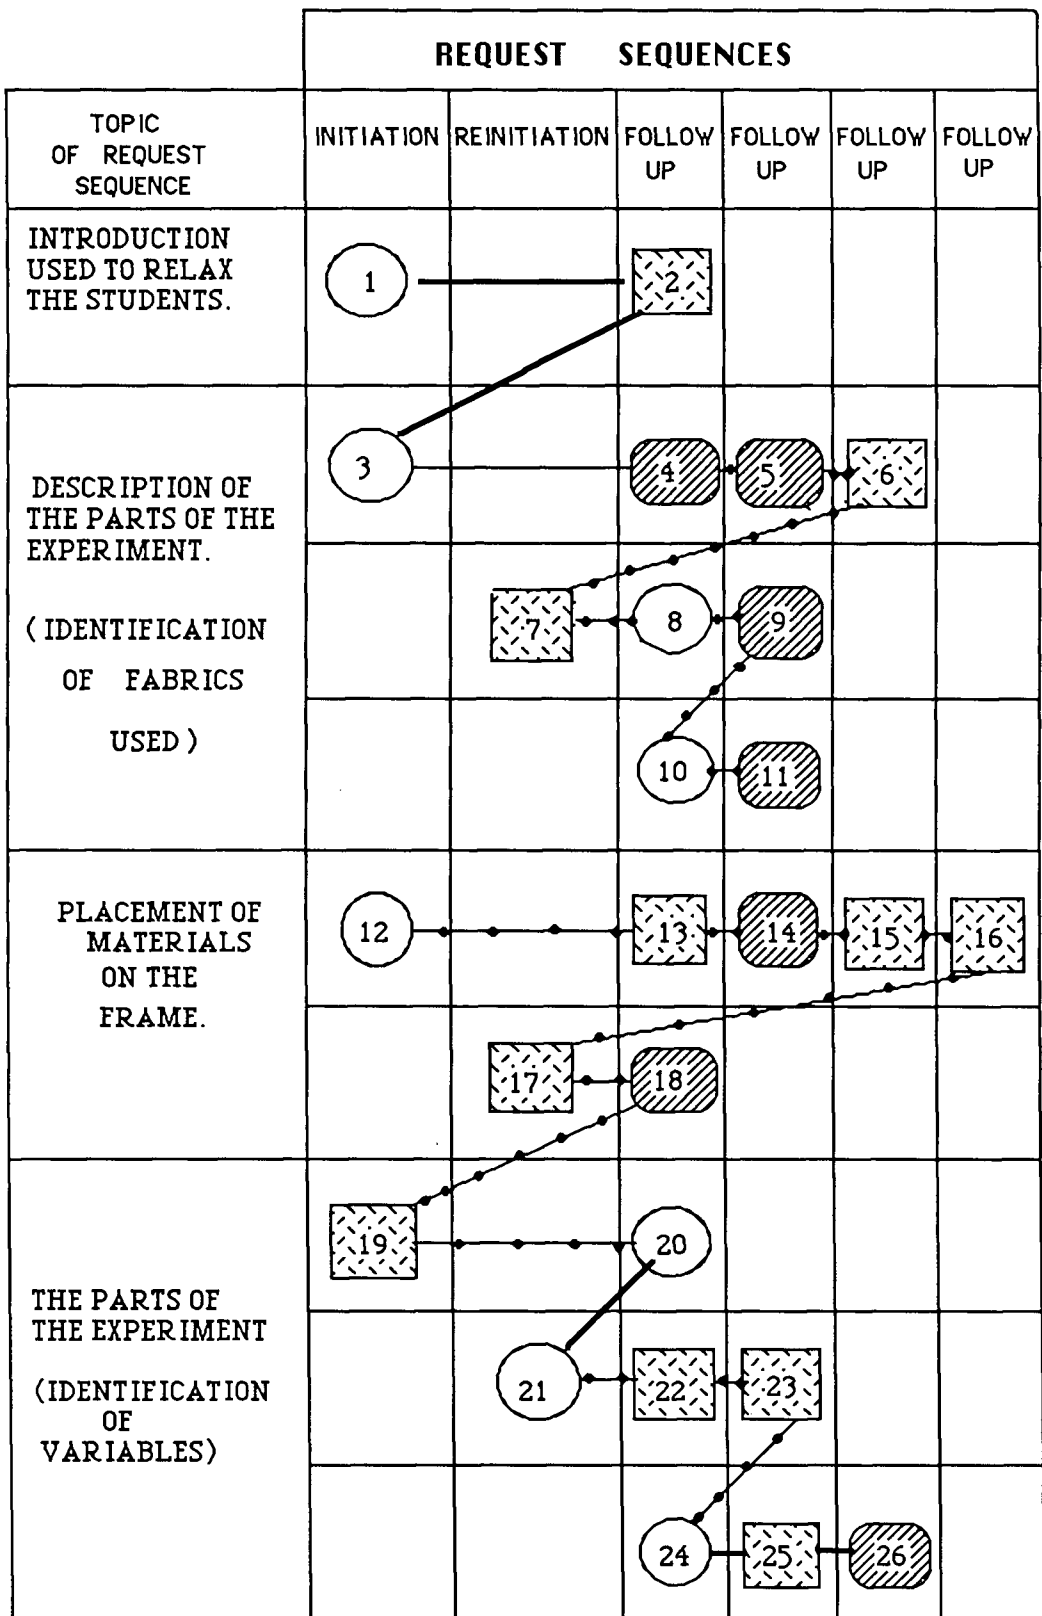 REQUEST SEQUENCES
TOPIC
OF REQUEST
SEQUENCE
INITIATION
REINITIATION
FOLLOW
UP
FOLLOW
UP
FOLLOW
UP
FOLLOW
UP
INTRODUCTION
USED TO RELAX
THE STUDENTS.
1
2
DESCRIPTION OF
THE PARTS OF THE
EXPERIMENT.
(IDENTIFICATION
OF FABRICS
USED)
3
4
5
6
7
8
9
10
11
PLACEMENT OF
MATERIALS
ON THE
FRAME.
12
13
14
15
16
17
18
THE PARTS OF
THE EXPERIMENT
(IDENTIFICATION
OF
VARIABLES)
19
20
21
22
23
24
25
26